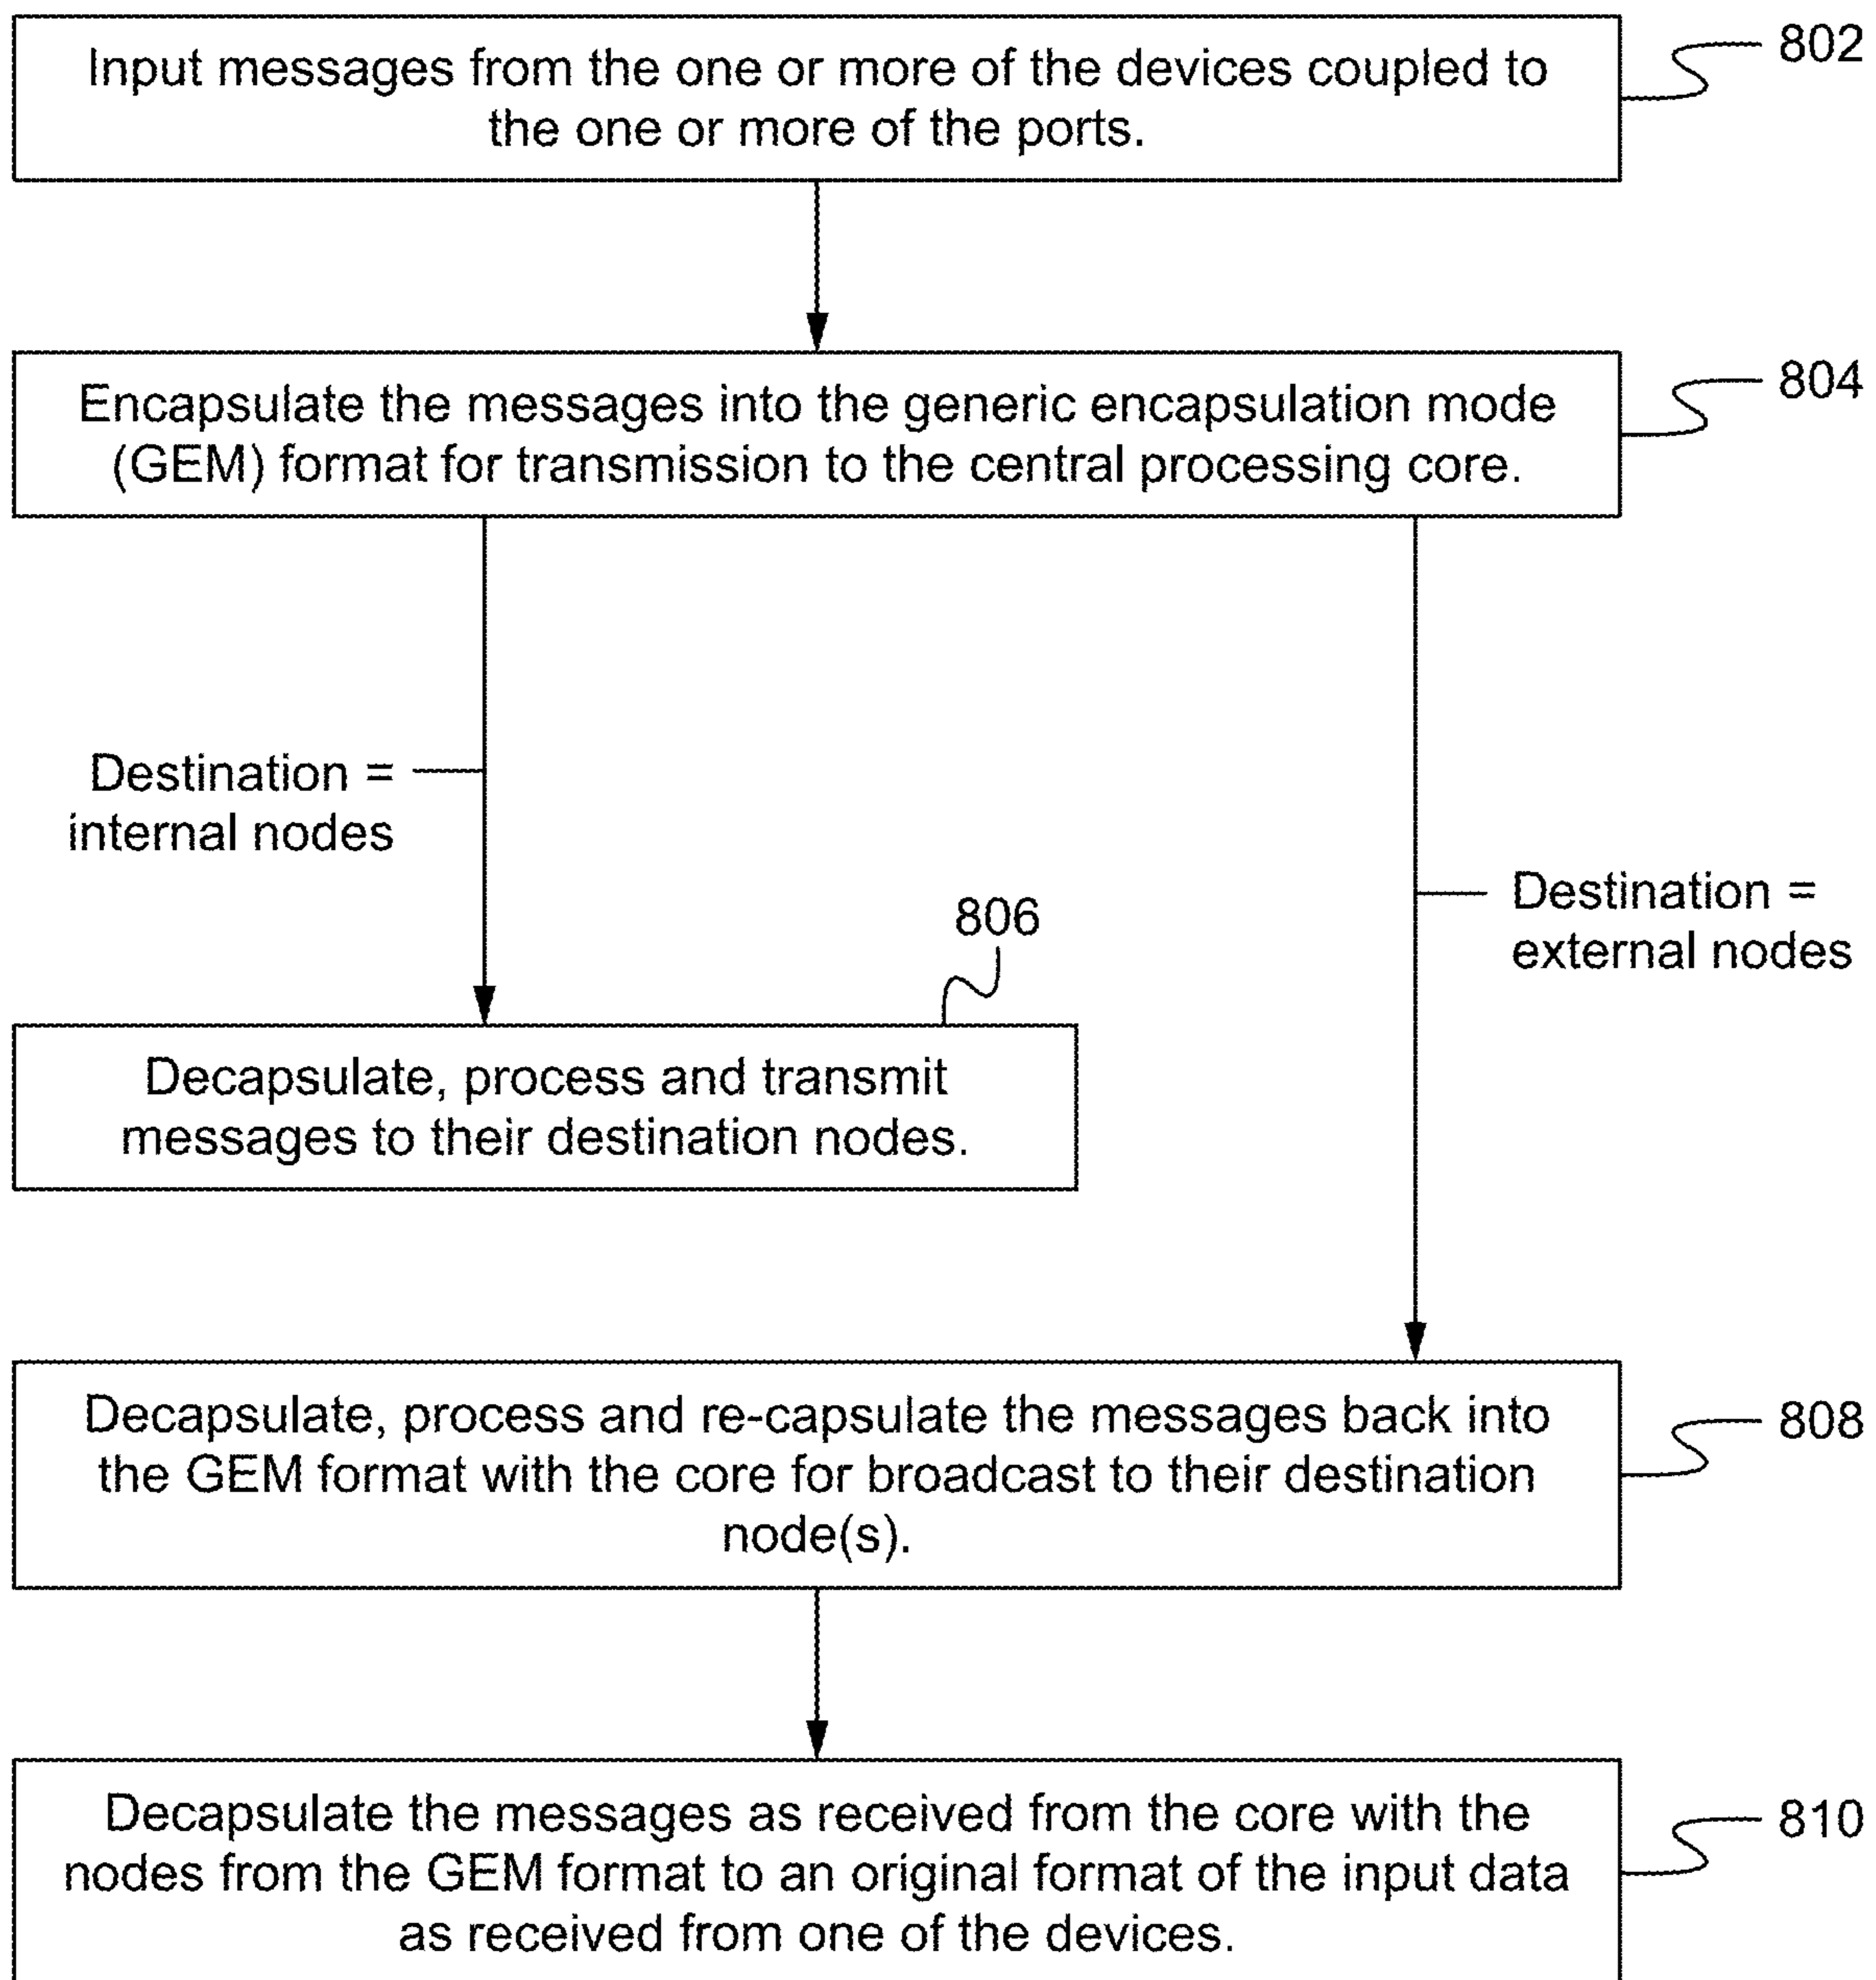 Input messages from the one or more of the devices coupled to
the one or more of the ports.
802
Encapsulate the messages into the generic encapsulation mode
(GEM) format for transmission to the central processing core.
804
Destination =
internal nodes
Destination =
external nodes
806
Decapsulate, process and transmit
messages to their destination nodes.
Decapsulate, process and re-capsulate the messages back into
the GEM format with the core for broadcast to their destination
node(s).
808
Decapsulate the messages as received from the core with the
nodes from the GEM format to an original format of the input data
as received from one of the devices.
810